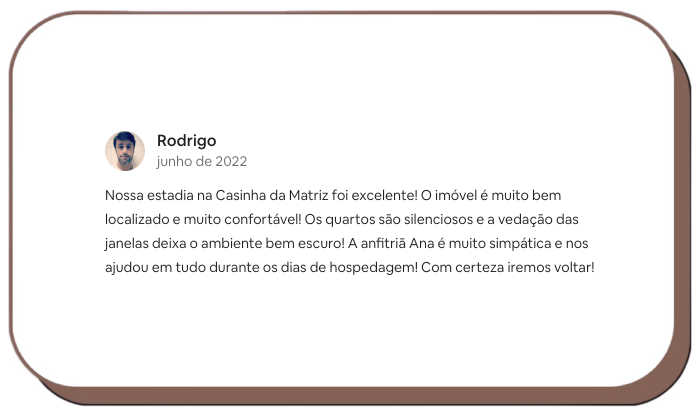 Rodrigo
junho de 2022
Nossa estadia na Casinha da Matriz foi excelente! O imóvel é muito bem
localizado e muito confortável! Os quartos são silenciosos e a vedação das
janelas deixa o ambiente bem escuro! A anfitriã Ana é muito simpática e nos
ajudou em tudo durante os dias de hospedagem! Com certeza iremos voltar!